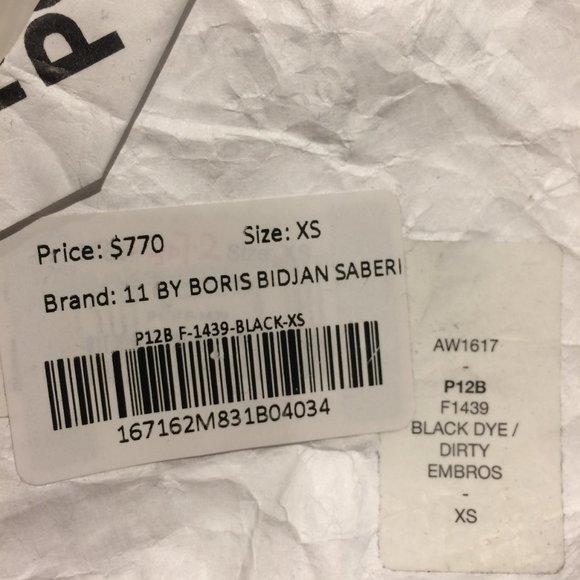 Price: $770 Size: XS
Brand: 11 BY BORIS BIDJAN SABERI
P12B F-1439-BLACK-XS
167162M831B04034
AW1617
-
P12B
F1439
BLACK DYE /
DIRTY
EMBROS
-
XS